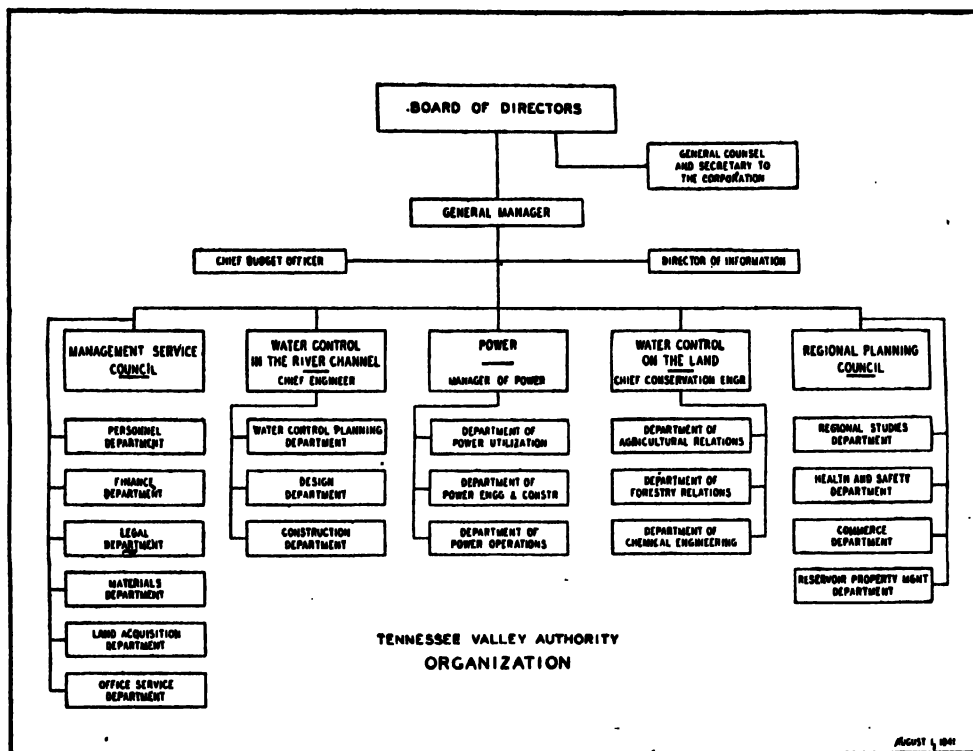 BOARD OF DIRECTORS
GENERAL COUNSEL
AND SECRETARY TO
THE CORPORATION
GENERAL MANAGER
CHIEF BUDGET OFFICER
DIRECTOR OF INFORMATION
MANAGEMENT SERVICE
COUNCIL
WATER CONTROL
IN THE RIVER CHANNEL
CHIEF ENGINEER
POWER
MANAGER OF POWER
WATER CONTROL
ON THE LAND
CHIEF CONSERVATION ENGR
REGIONAL PLANNING
COUNCIL
PERSONNEL
DEPARTMENT
FINANCE
DEPARTMENT
LEGAL
DEPARTMENT
MATERIALS
DEPARTMENT
LAND ACQUISITION
DEPARTMENT
OFFICE SERVICE
DEPARTMENT
WATER CONTROL PLANNING
DEPARTMENT
DESIGN
DEPARTMENT
CONSTRUCTION
DEPARTMENT
DEPARTMENT OF
POWER UTILIZATION
DEPARTMENT OF
POWER ENGG & CONSTR
DEPARTMENT OF
POWER OPERATIONS
DEPARTMENT OF
AGRICULTURAL RELATIONS
DEPARTMENT OF
FORESTRY RELATIONS
DEPARTMENT OF
CHEMICAL ENGINEERING
REGIONAL STUDIES
DEPARTMENT
HEALTH AND SAFETY
DEPARTMENT
COMMERCE
DEPARTMENT
RESERVOIR PROPERTY MGMT
DEPARTMENT
TENNESSEE VALLEY AUTHORITY
ORGANIZATION
AUGUST 1, 1941